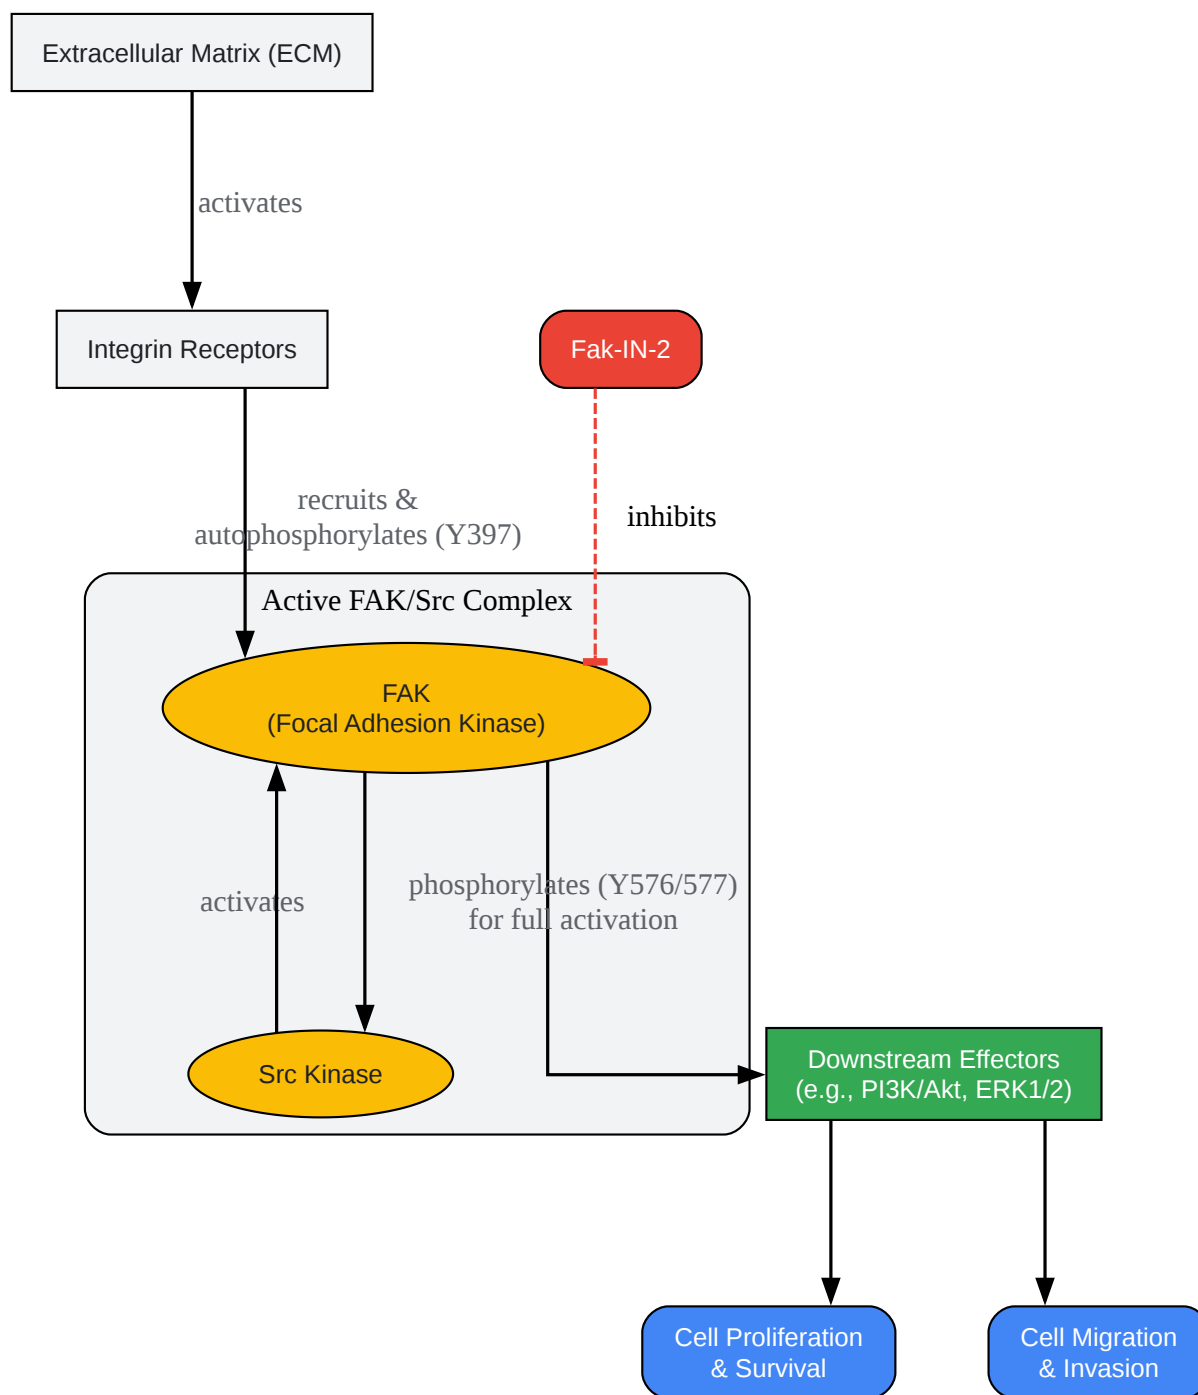 Extracellular Matrix (ECM)
activates
Integrin Receptors
Fak-IN-2
recruits &
autophosphorylates (Y397)
inhibits
Active FAK/Src Complex
FAK
(Focal Adhesion Kinase)
activates
phosphorylates (Y576/577)
for full activation
Src Kinase
Downstream Effectors
(e.g., PI3K/Akt, ERK1/2)
Cell Proliferation
& Survival
Cell Migration
& Invasion